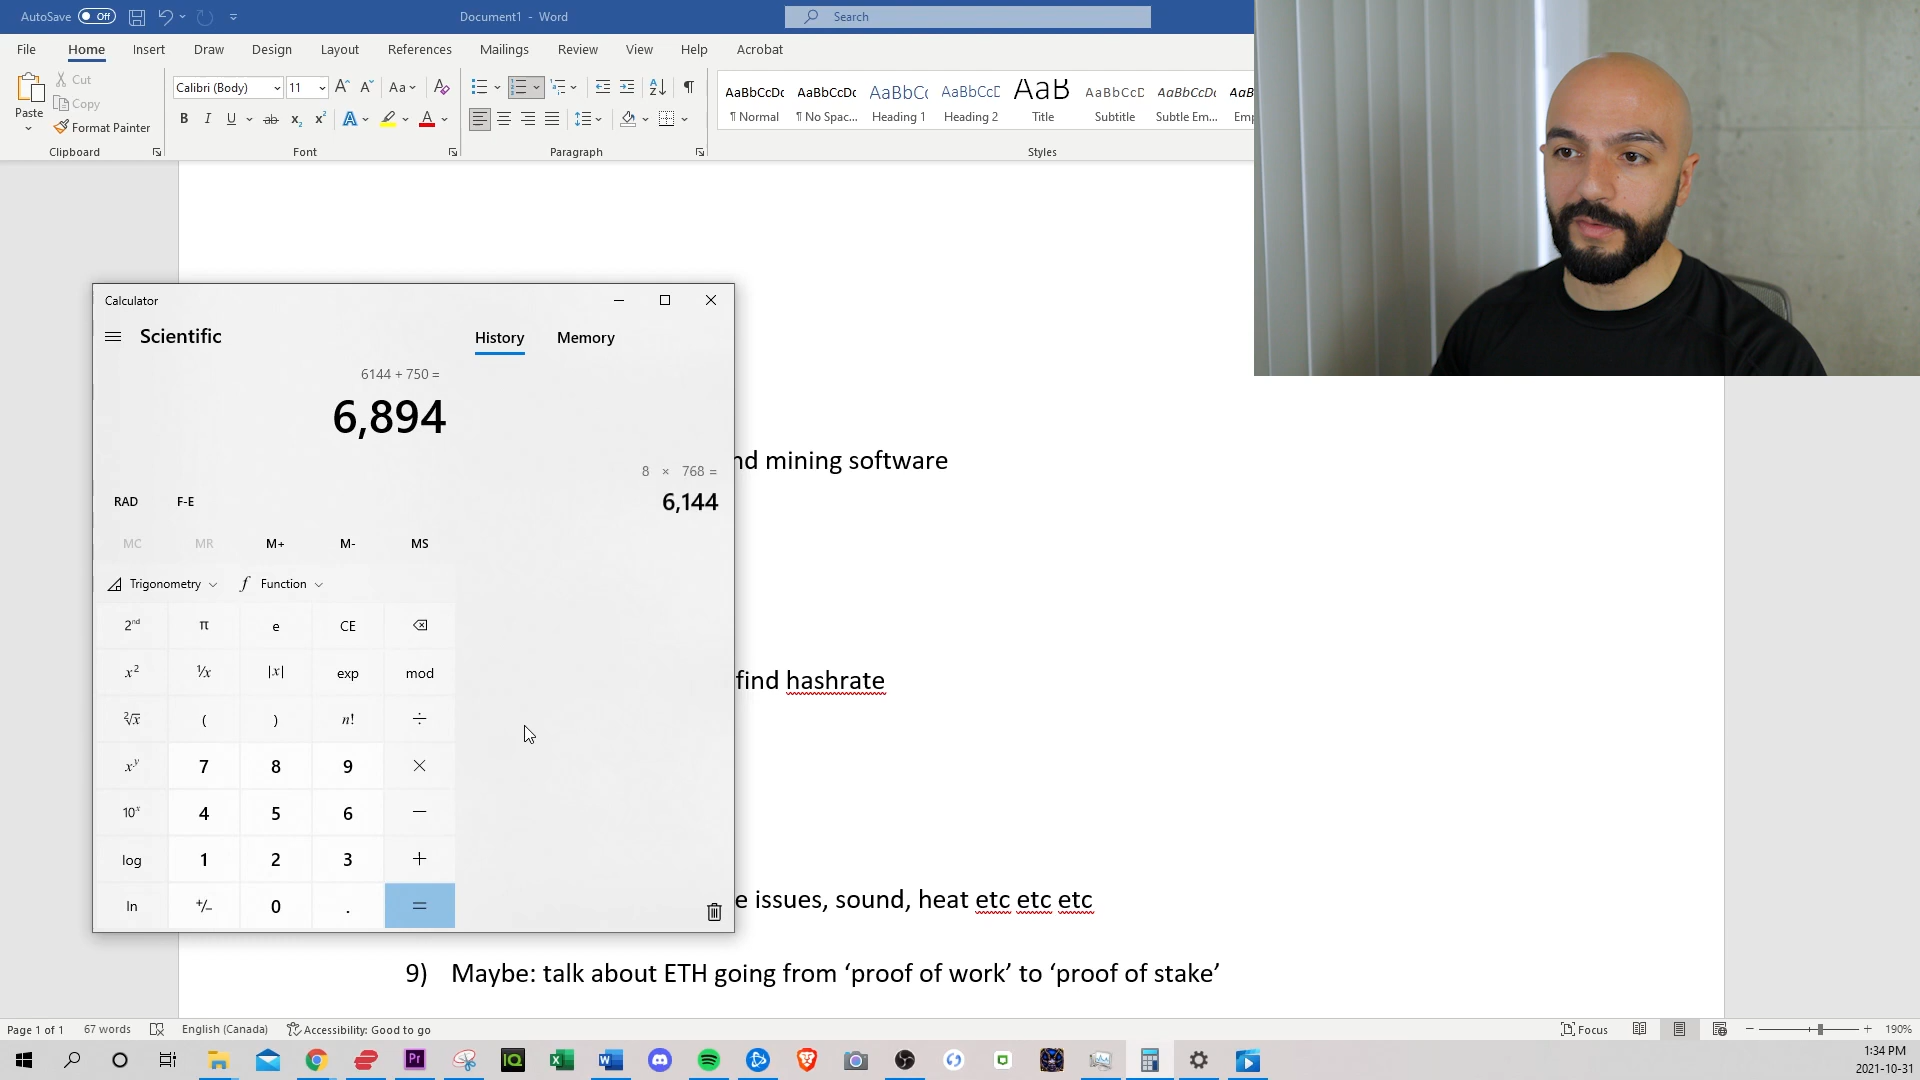 AutoSave Off Document1 - Word Search
File Home Insert Draw Design Layout References Mailings Review View Help Acrobat
Cut
Copy
Format Painter
Paste
Calibri (Body) 11
Aa
AaBbCcDc AaBbCcDc AaBbC AaBbCcD AaB AaBbCcD AaBbCcDc
¶ Normal ¶ No Spac... Heading 1 Heading 2 Title Subtitle Subtle Em...
Clipboard Font Paragraph Styles
Calculator
Scientific
History Memory
6144 + 750 =
6,894
8 × 768 =
6,144
RAD F-E
MC MR M+ M- MS
Trigonometry Function
2nd π e CE
x2 1/x |x| exp mod
2√x ( ) n! ÷
xy 7 8 9 ×
10x 4 5 6 −
log 1 2 3 +
ln +/− 0 . =
nd mining software
find hashrate
e issues, sound, heat etc etc etc
9) Maybe: talk about ETH going from ‘proof of work’ to ‘proof of stake’
Page 1 of 1 67 words English (Canada) Accessibility: Good to go Focus 190%
1:34 PM
2021-10-31